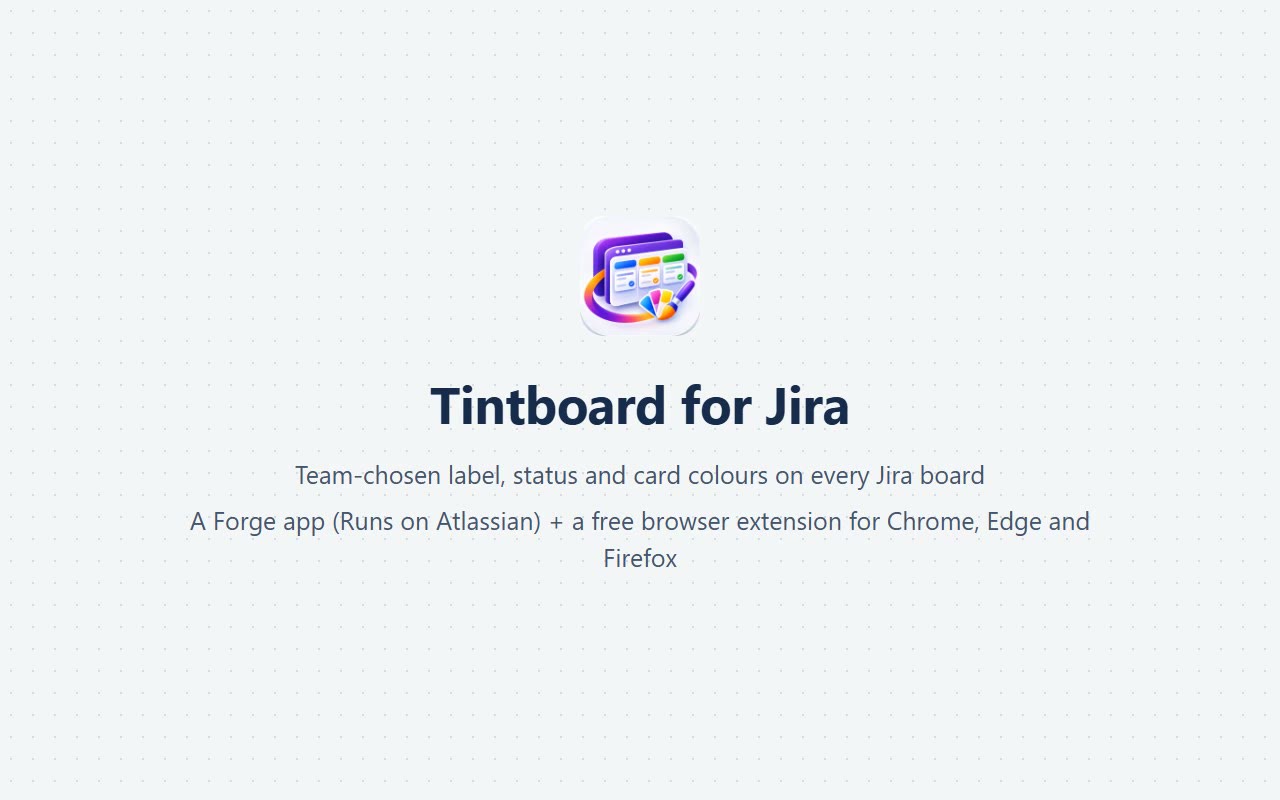 Tintboard for Jira
Team-chosen label, status and card colours on every Jira board
A Forge app (Runs on Atlassian) + a free browser extension for Chrome, Edge and
Firefox